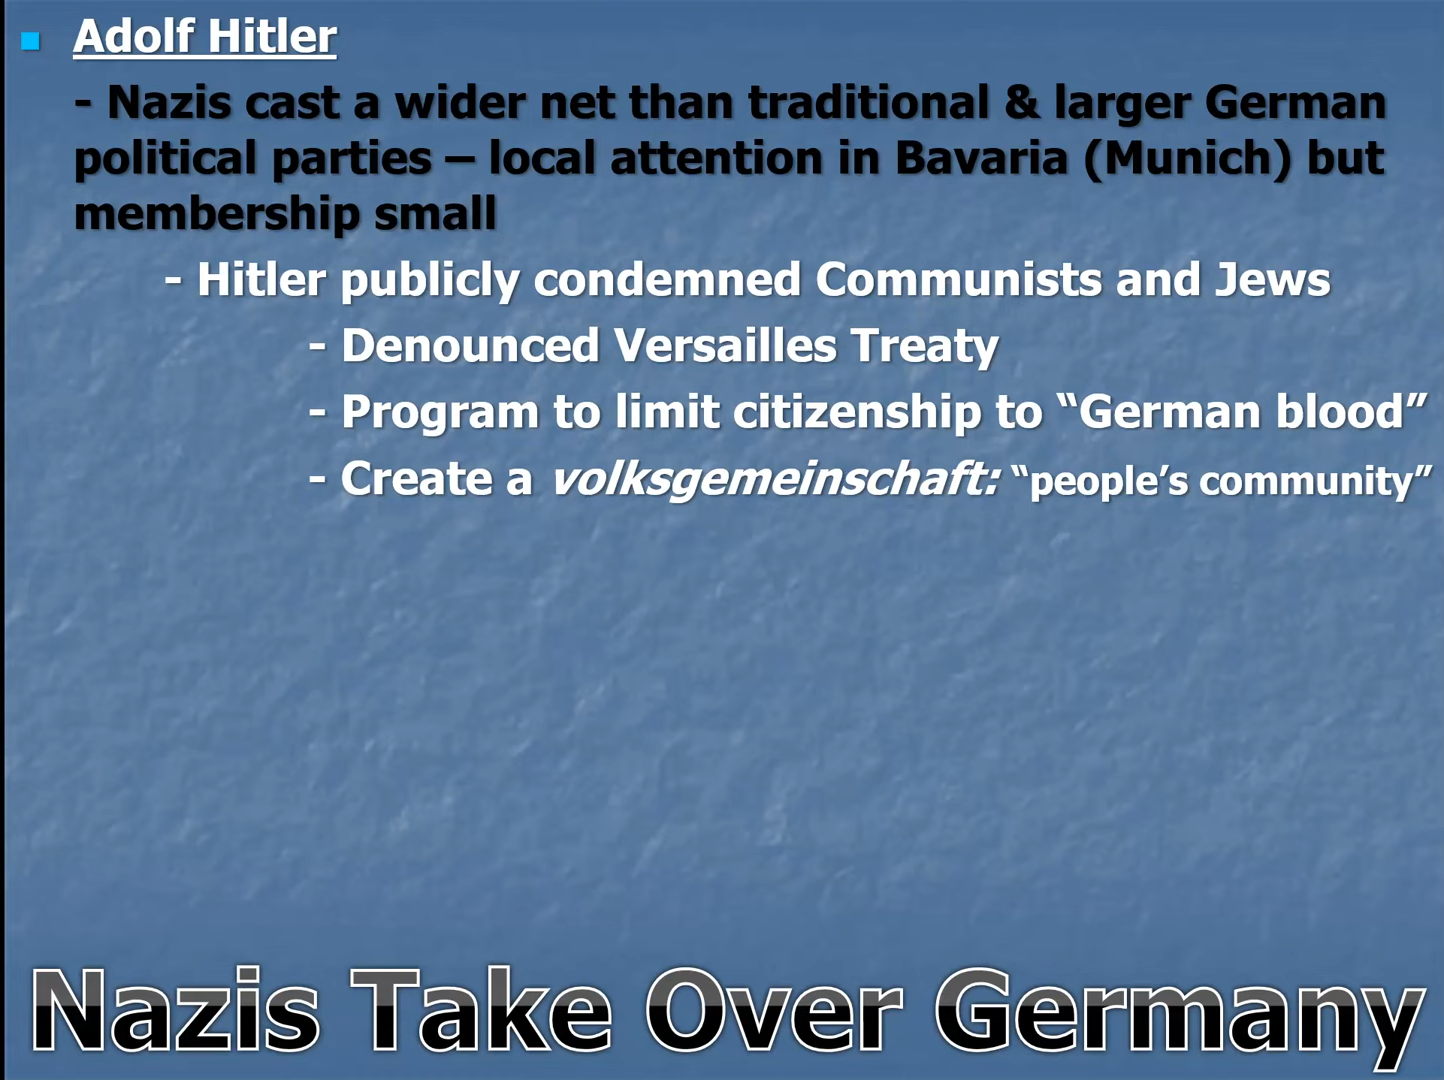 Adolf Hitler
- Nazis cast a wider net than traditional & larger German
political parties – local attention in Bavaria (Munich) but
membership small
- Hitler publicly condemned Communists and Jews
- Denounced Versailles Treaty
- Program to limit citizenship to “German blood”
- Create a volksgemeinschaft: “people’s community”
Nazis Take Over Germany